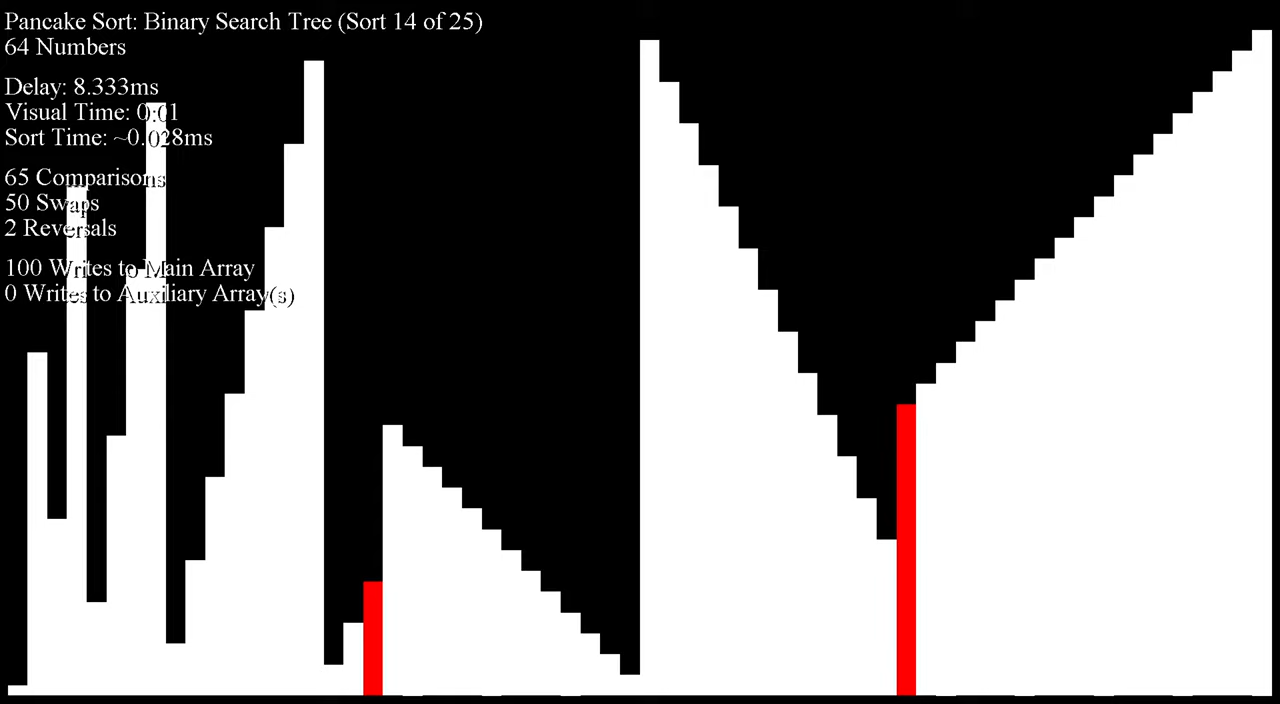 Pancake Sort: Binary Search Tree (Sort 14 of 25)
64 Numbers
Delay: 8.333ms
Visual Time: 0:01
Sort Time: ~0.028ms
65 Comparisons
50 Swaps
2 Reversals
100 Writes to Main Array
0 Writes to Auxiliary Array(s)